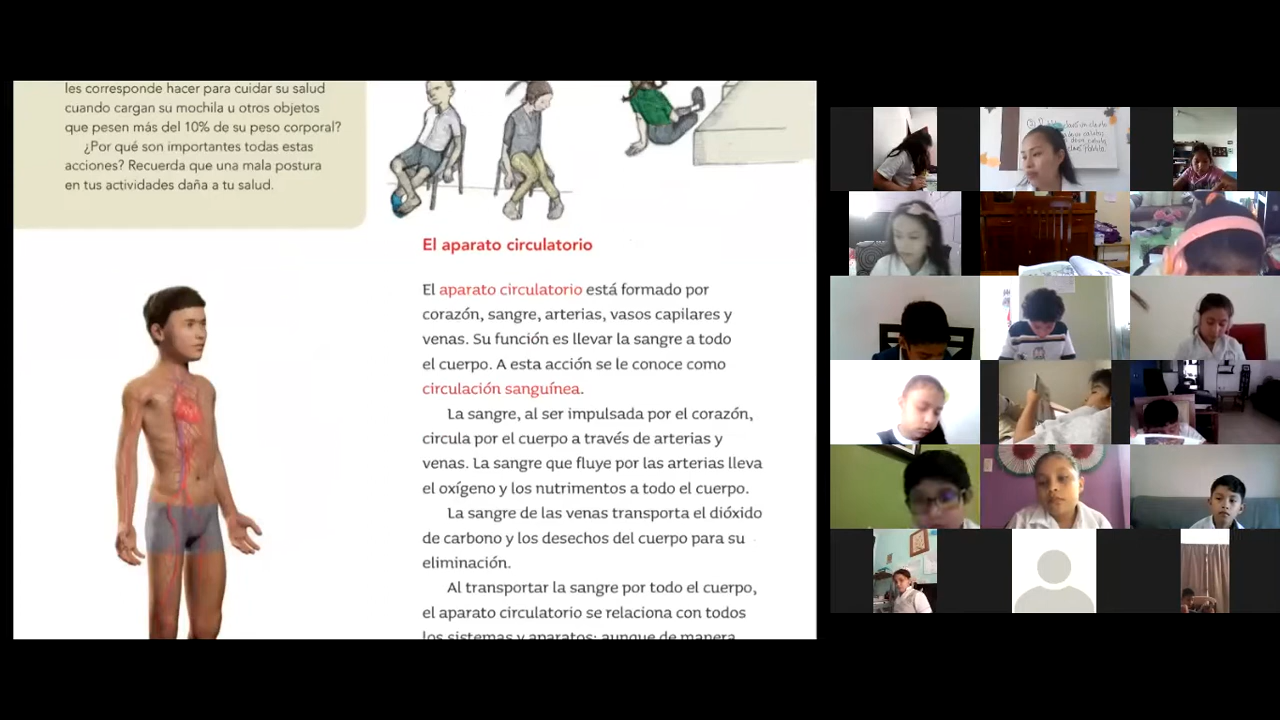 les corresponde hacer para cuidar su salud
cuando cargan su mochila u otros objetos
que pesen más del 10% de su peso corporal?
¿Por qué son importantes todas estas
acciones? Recuerda que una mala postura
en tus actividades daña a tu salud.
El aparato circulatorio
El aparato circulatorio está formado por
corazón, sangre, arterias, vasos capilares y
venas. Su función es llevar la sangre a todo
el cuerpo. A esta acción se le conoce como
circulación sanguínea.
La sangre, al ser impulsada por el corazón,
circula por el cuerpo a través de arterias y
venas. La sangre que fluye por las arterias lleva
el oxígeno y los nutrimentos a todo el cuerpo.
La sangre de las venas transporta el dióxido
de carbono y los desechos del cuerpo para su
eliminación.
Al transportar la sangre por todo el cuerpo,
el aparato circulatorio se relaciona con todos
los sistemas y aparatos; aunque de manera